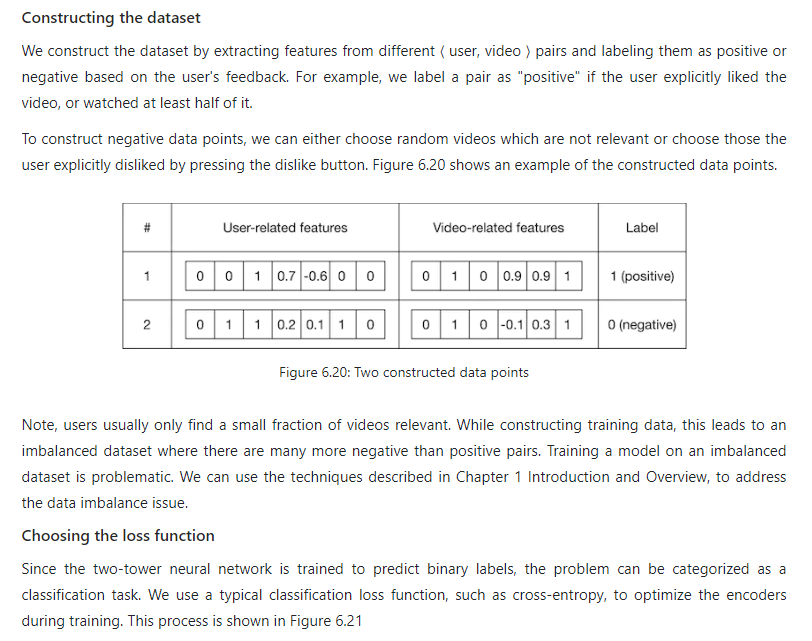 Constructing the dataset
We construct the dataset by extracting features from different ⟨ user, video ⟩ pairs and labeling them as positive or
negative based on the user's feedback. For example, we label a pair as "positive" if the user explicitly liked the
video, or watched at least half of it.
To construct negative data points, we can either choose random videos which are not relevant or choose those the
user explicitly disliked by pressing the dislike button. Figure 6.20 shows an example of the constructed data points.
# User-related features Video-related features Label
1 0 0 1 0.7 -0.6 0 0 0 1 0 0.9 0.9 1 1 (positive)
2 0 1 1 0.2 0.1 1 0 0 1 0 -0.1 0.3 1 0 (negative)
Figure 6.20: Two constructed data points
Note, users usually only find a small fraction of videos relevant. While constructing training data, this leads to an
imbalanced dataset where there are many more negative than positive pairs. Training a model on an imbalanced
dataset is problematic. We can use the techniques described in Chapter 1 Introduction and Overview, to address
the data imbalance issue.
Choosing the loss function
Since the two-tower neural network is trained to predict binary labels, the problem can be categorized as a
classification task. We use a typical classification loss function, such as cross-entropy, to optimize the encoders
during training. This process is shown in Figure 6.21